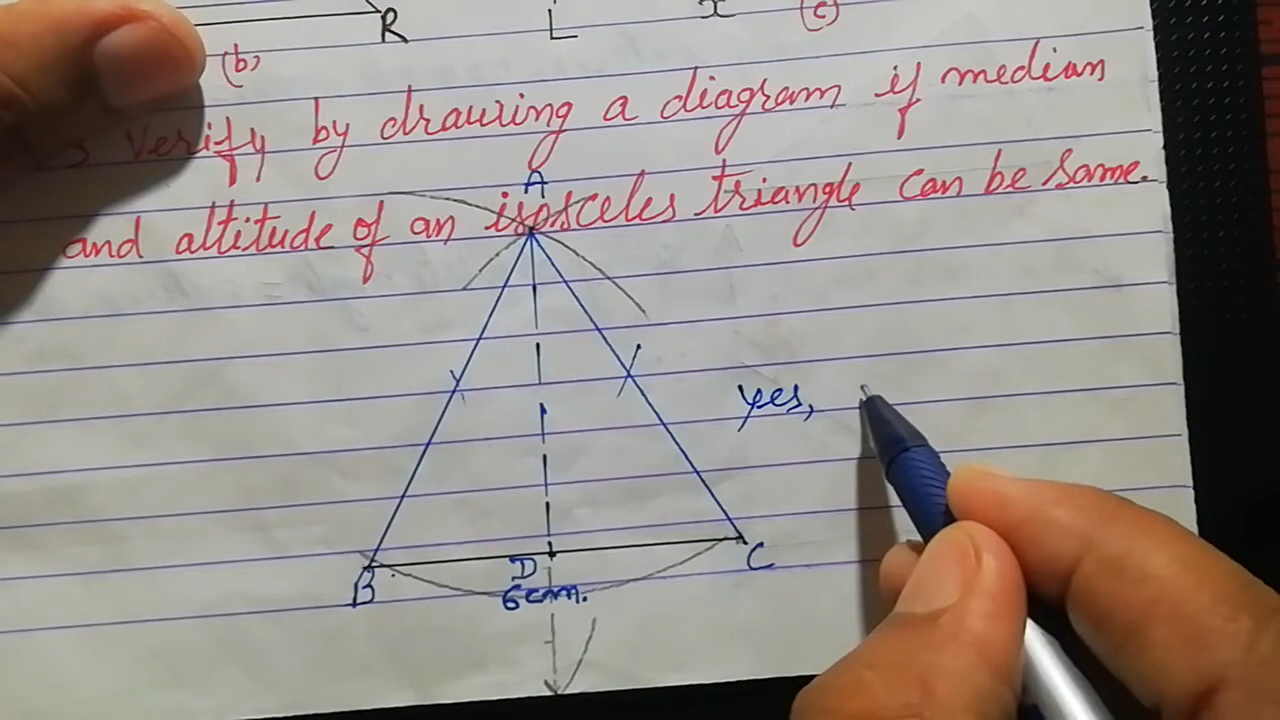 R
L
x
(b)
(c)
Verify by drawing a diagram if median
and altitude of an isosceles triangle can be same.
A
yes,
B
D
C
6cm.